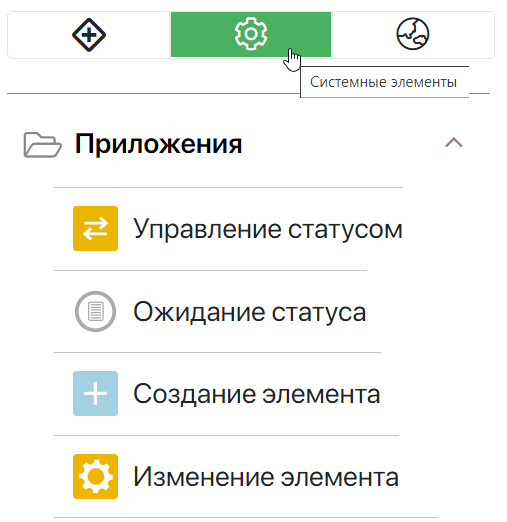 Системные элементы
Приложения
Управление статусом
Ожидание статуса
Создание элемента
Изменение элемента